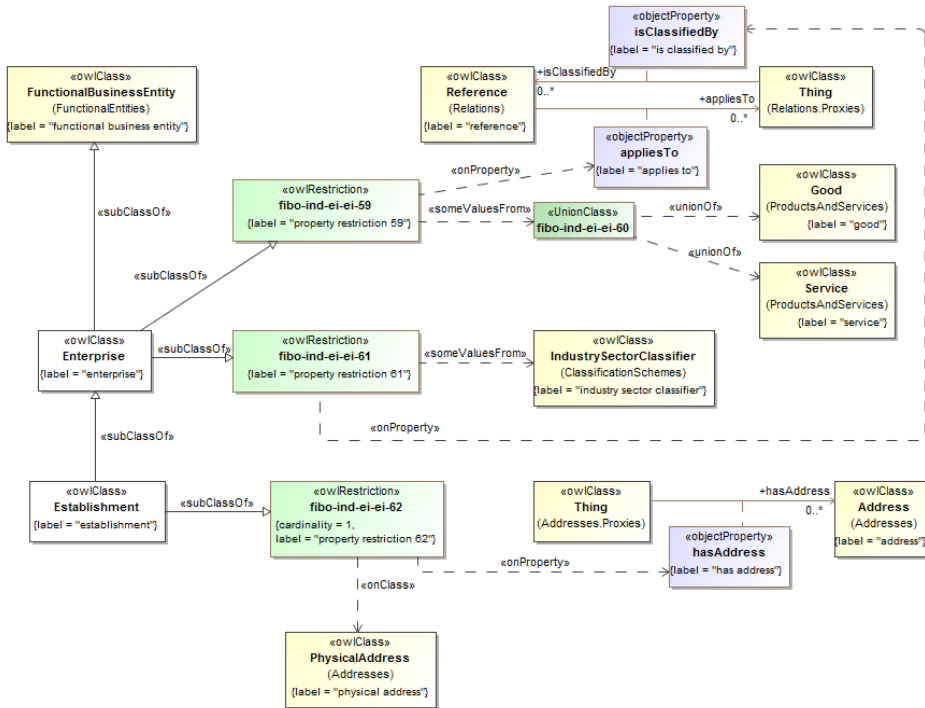 «objectProperty»
isClassifiedBy
{label = "is classified by"}
«owlClass»
FunctionalBusinessEntity
(FunctionalEntities)
{label = "functional business entity"}
«owlClass»
Reference
(Relations)
{label = "reference"}
+isClassifiedBy
0..*
+appliesTo
0..*
«owlClass»
Thing
(Relations.Proxies)
«objectProperty»
appliesTo
{label = "applies to"}
«onProperty»
«owlRestriction»
fibo-ind-ei-ei-59
{label = "property restriction 59"}
«someValuesFrom»
«UnionClass»
fibo-ind-ei-ei-60
«unionOf»
«owlClass»
Good
(ProductsAndServices)
{label = "good"}
«unionOf»
«owlClass»
Service
(ProductsAndServices)
{label = "service"}
«subClassOf»
«subClassOf»
«owlClass»
Enterprise
{label = "enterprise"}
«subClassOf»
«owlRestriction»
fibo-ind-ei-ei-61
{label = "property restriction 61"}
«someValuesFrom»
«owlClass»
IndustrySectorClassifier
(ClassificationSchemes)
{label = "industry sector classifier"}
«onProperty»
«subClassOf»
«owlClass»
Establishment
{label = "establishment"}
«subClassOf»
«owlRestriction»
fibo-ind-ei-ei-62
{cardinality = 1,
label = "property restriction 62"}
«owlClass»
Thing
(Addresses.Proxies)
+hasAddress
0..*
«owlClass»
Address
(Addresses)
{label = "address"}
«objectProperty»
hasAddress
{label = "has address"}
«onProperty»
«onClass»
«owlClass»
PhysicalAddress
(Addresses)
{label = "physical address"}